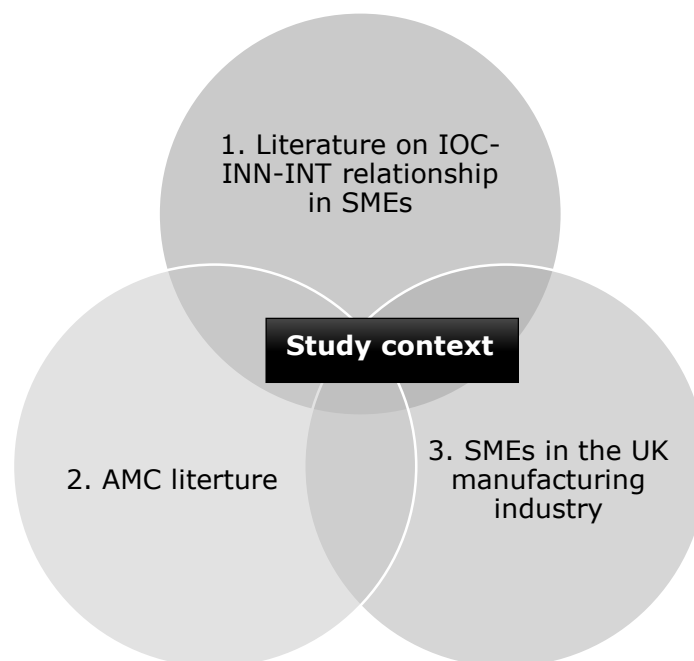 1. Literature on IOC-
INN-INT relationship
in SMEs
Study context
2. AMC literture
3. SMEs in the UK
manufacturing
industry